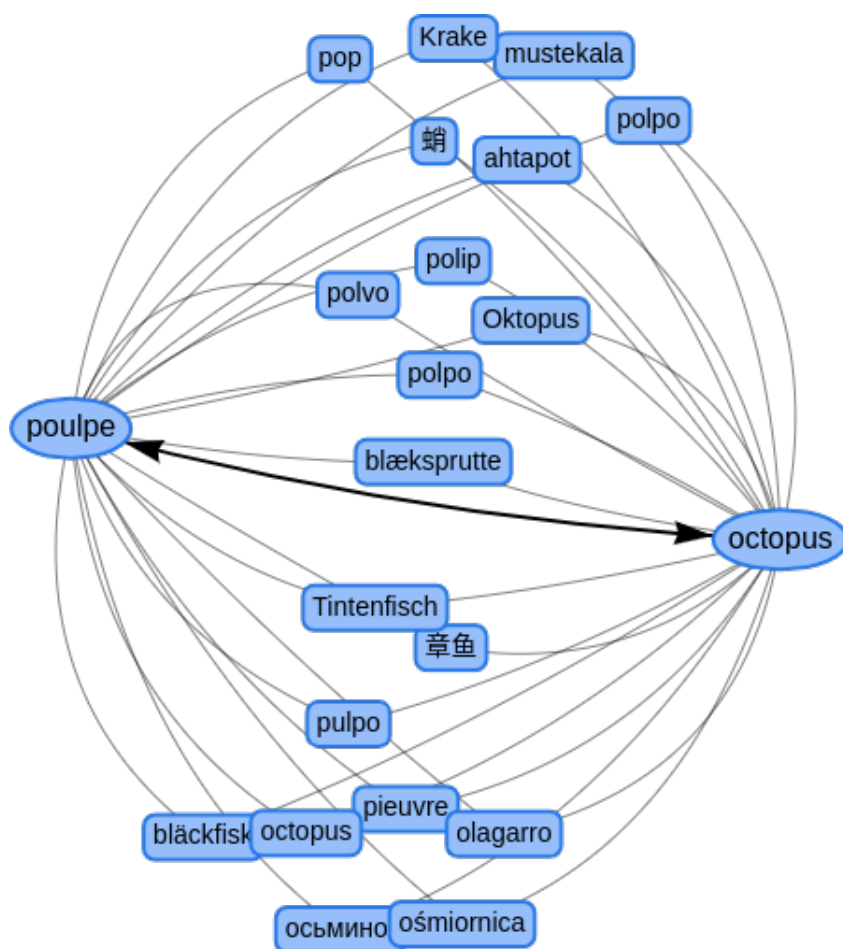 Krake
pop
mustekala
polpo
蛸
ahtapot
polip
polvo
Oktopus
polpo
poulpe
blæksprutte
octopus
Tintenfisch
章鱼
pulpo
pieuvre
bläckfisk
octopus
olagarro
осьмино
ośmiornica